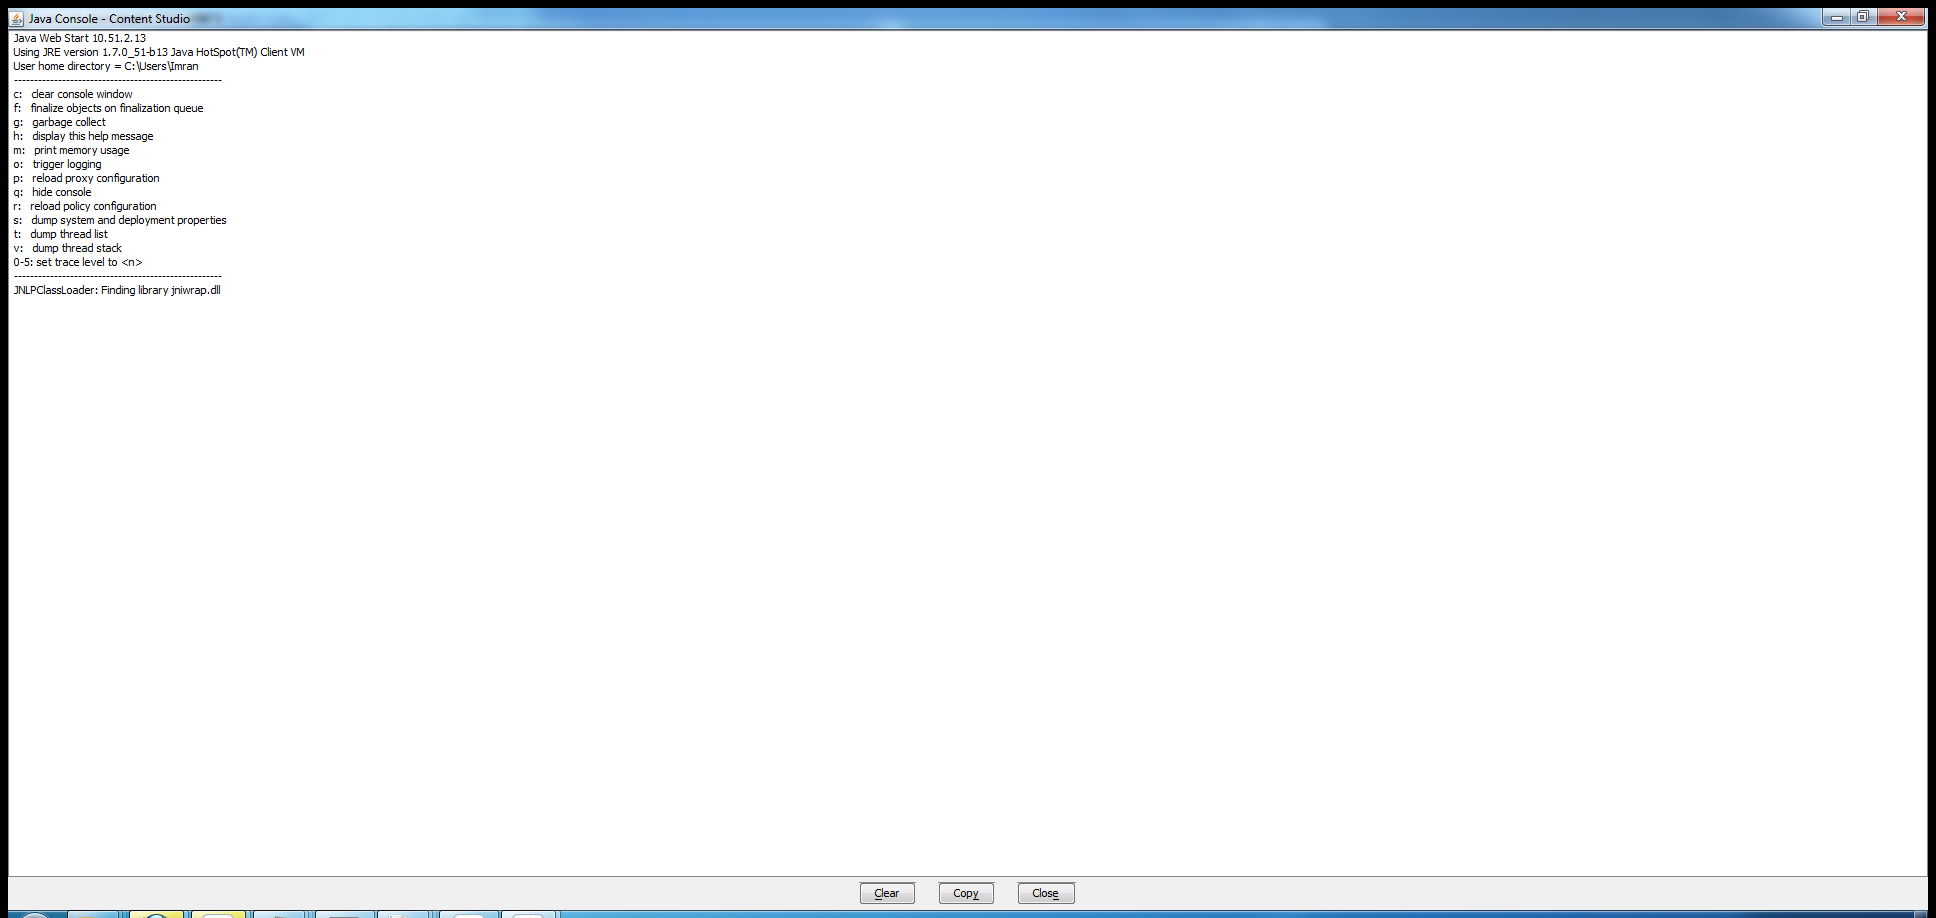 Java Console - Content Studio
Java Web Start 10.51.2.13
Using JRE version 1.7.0_51-b13 Java HotSpot(TM) Client VM
User home directory = C:\Users\Imran
----------------------------------------------------
c:   clear console window
f:   finalize objects on finalization queue
g:   garbage collect
h:   display this help message
m:   print memory usage
o:   trigger logging
p:   reload proxy configuration
q:   hide console
r:   reload policy configuration
s:   dump system and deployment properties
t:   dump thread list
v:   dump thread stack
0-5: set trace level to <n>
----------------------------------------------------
JNLPClassLoader: Finding library jniwrap.dll
Clear Copy Close